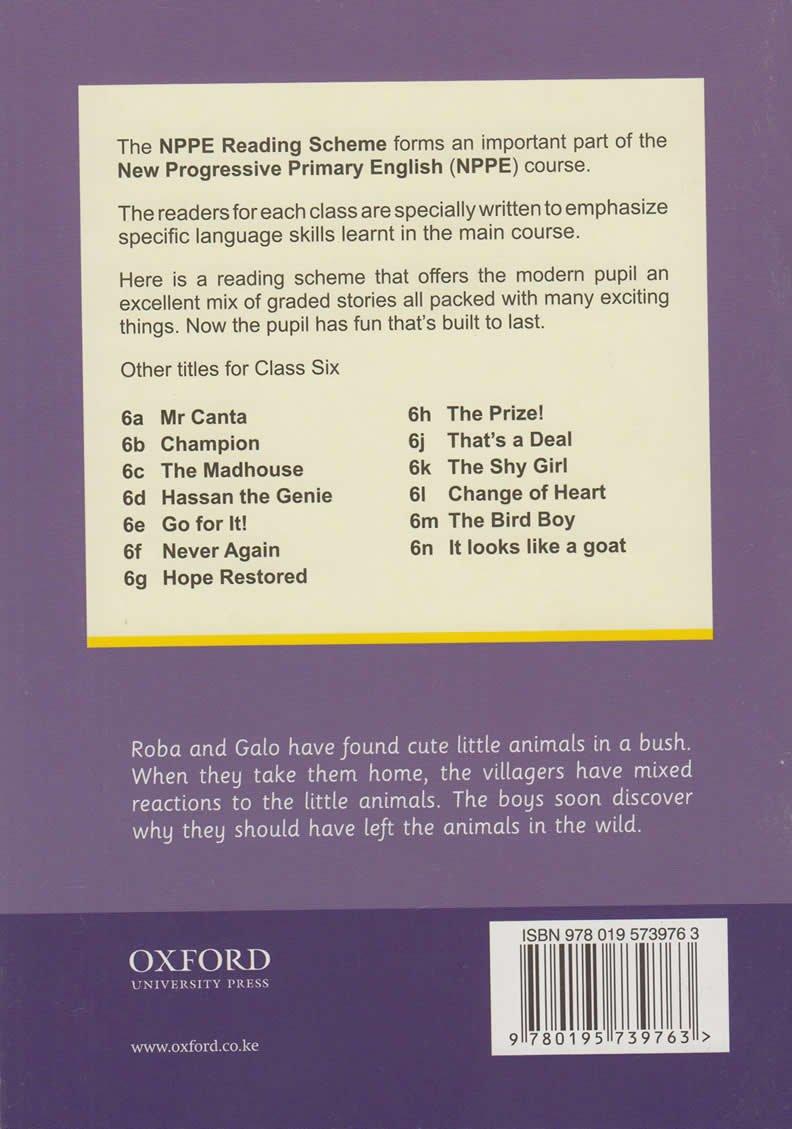 The NPPE Reading Scheme forms an important part of the
New Progressive Primary English (NPPE) course.
The readers for each class are specially written to emphasize
specific language skills learnt in the main course.
Here is a reading scheme that offers the modern pupil an
excellent mix of graded stories all packed with many exciting
things. Now the pupil has fun that's built to last.
Other titles for Class Six
6a Mr Canta
6b Champion
6c The Madhouse
6d Hassan the Genie
6e Go for It!
6f Never Again
6g Hope Restored
6h The Prize!
6j That's a Deal
6k The Shy Girl
6l Change of Heart
6m The Bird Boy
6n It looks like a goat
Roba and Galo have found cute little animals in a bush.
When they take them home, the villagers have mixed
reactions to the little animals. The boys soon discover
why they should have left the animals in the wild.
OXFORD
UNIVERSITY PRESS
www.oxford.co.ke
ISBN 978 019 573976 3
9 780195 739763 >